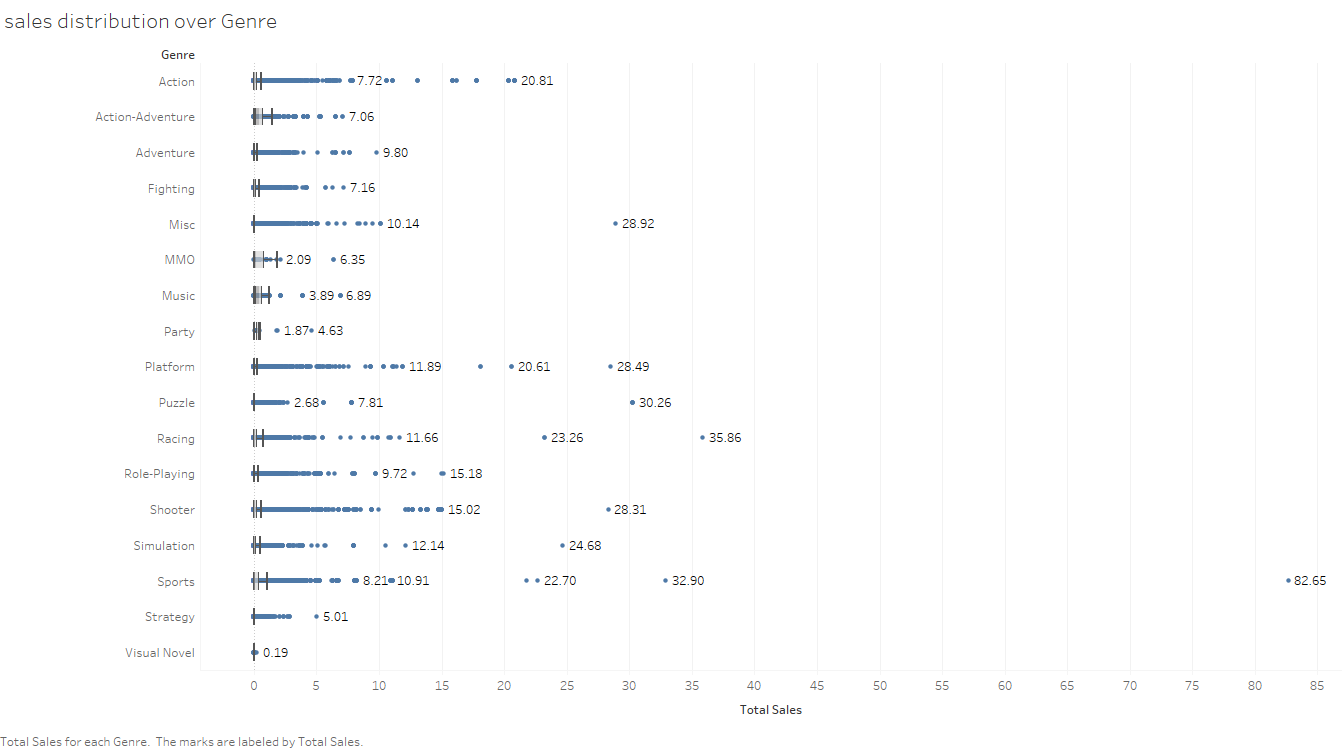 sales distribution over Genre
Genre
Action 7.72 20.81
Action-Adventure 7.06
Adventure 9.80
Fighting 7.16
Misc 10.14 28.92
MMO 2.09 6.35
Music 3.89 6.89
Party 1.87 4.63
Platform 11.89 20.61 28.49
Puzzle 2.68 7.81 30.26
Racing 11.66 23.26 35.86
Role-Playing 9.72 15.18
Shooter 15.02 28.31
Simulation 12.14 24.68
Sports 8.21 10.91 22.70 32.90 82.65
Strategy 5.01
Visual Novel 0.19
0 5 10 15 20 25 30 35 40 45 50 55 60 65 70 75 80 85
Total Sales
Total Sales for each Genre. The marks are labeled by Total Sales.